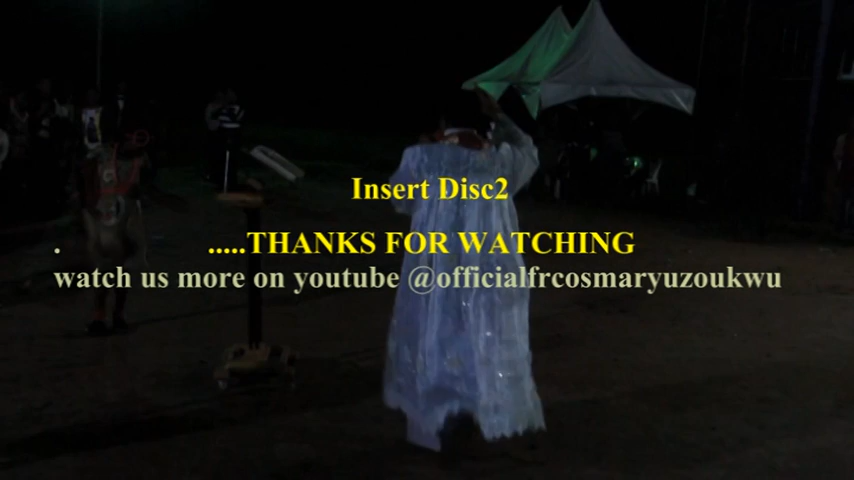 Insert Disc2
. .....THANKS FOR WATCHING
watch us more on youtube @officialfrcosmaryuzoukwu